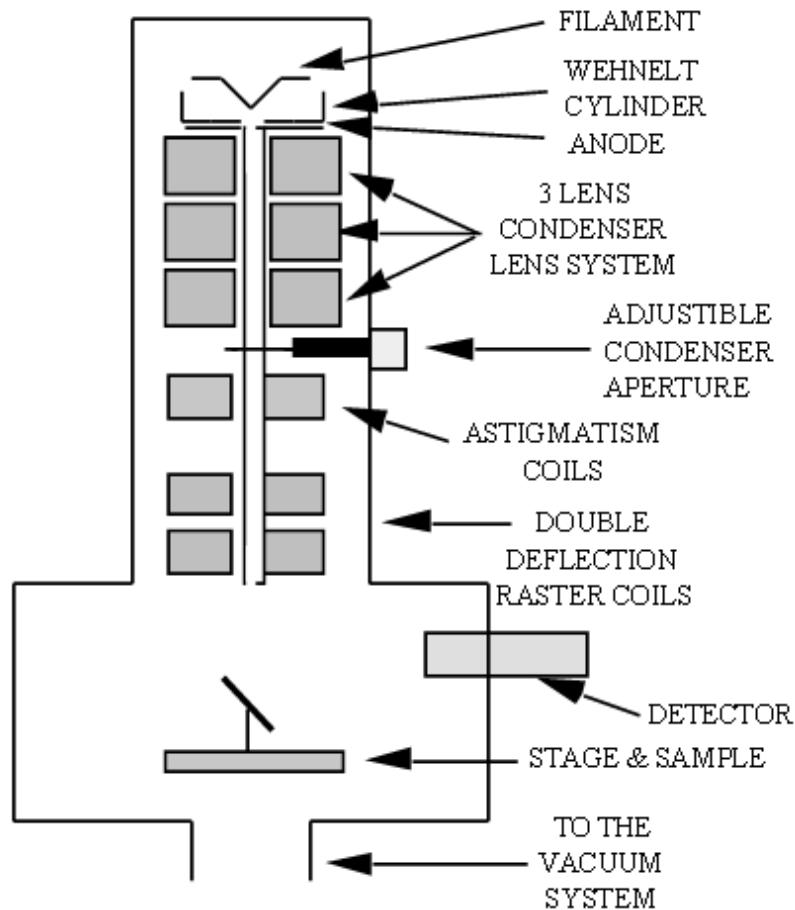 FILAMENT
WEHNELT
CYLINDER
ANODE
3 LENS
CONDENSER
LENS SYSTEM
ADJUSTIBLE
CONDENSER
APERTURE
ASTIGMATISM
COILS
DOUBLE
DEFLECTION
RASTER COILS
DETECTOR
STAGE & SAMPLE
TO THE
VACUUM
SYSTEM